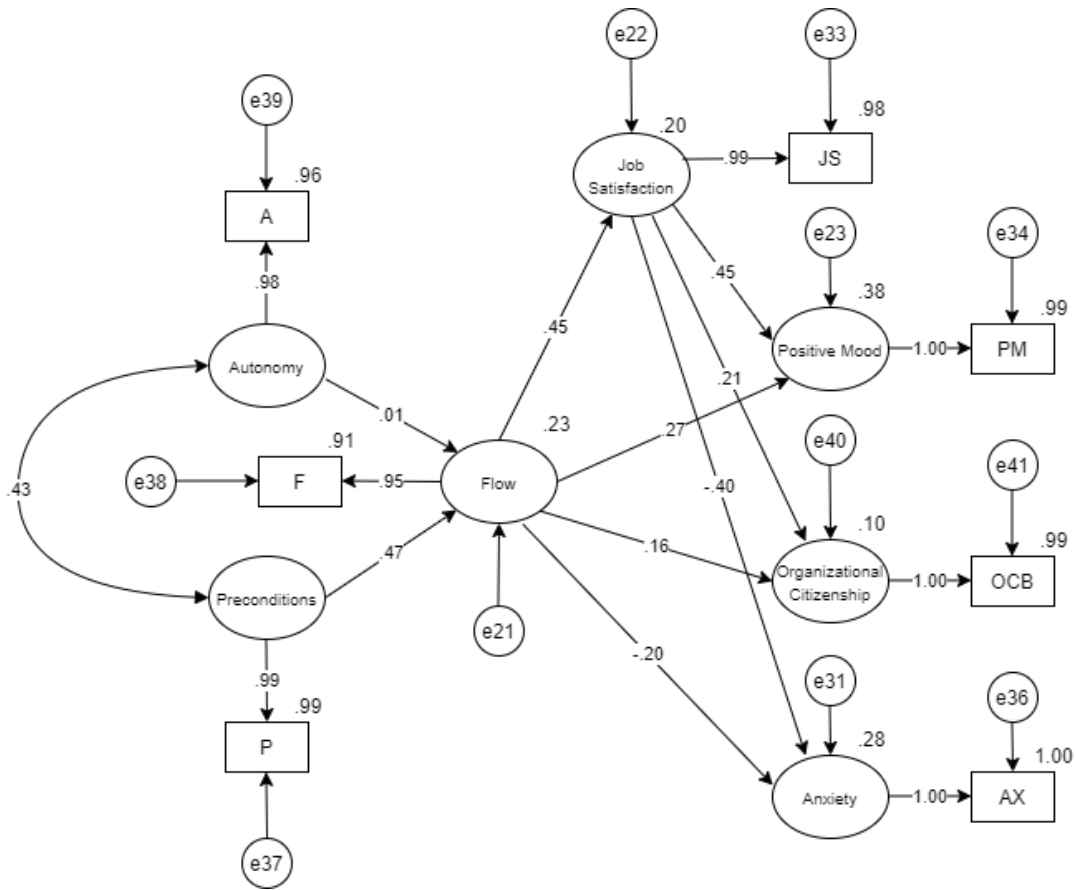 e22
e33
e39
.20
.98
Job
Satisfaction
.99
JS
.96
A
e23
e34
.98
.45
.38
.99
.45
Positive Mood
1.00
PM
Autonomy
.21
.01
.23
.27
e40
.91
e41
e38
F
.95
Flow
-.40
.43
.10
.99
.47
.16
Organizational
Citizenship
1.00
OCB
Preconditions
e21
-.20
e31
.99
e36
.99
.28
1.00
P
Anxiety
1.00
AX
e37